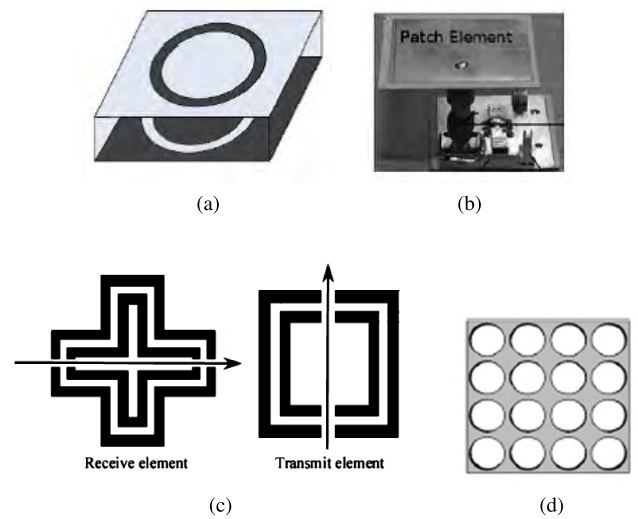 Patch Element
(a)
(b)
Receive element
Transmit element
(c)
(d)